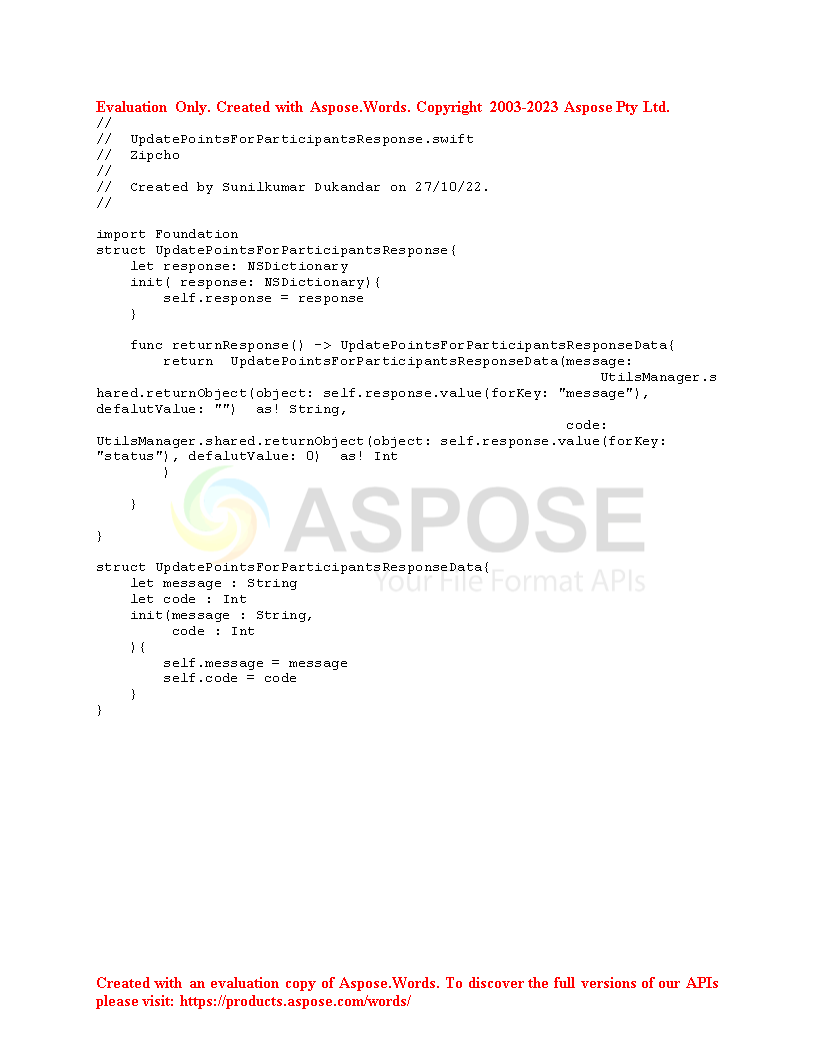 Evaluation Only. Created with Aspose.Words. Copyright 2003-2023 Aspose Pty Ltd.
//
//  UpdatePointsForParticipantsResponse.swift
//  Zipcho
//
//  Created by Sunilkumar Dukandar on 27/10/22.
//

import Foundation
struct UpdatePointsForParticipantsResponse{
    let response: NSDictionary
    init( response: NSDictionary){
        self.response = response
    }

    func returnResponse() -> UpdatePointsForParticipantsResponseData{
        return  UpdatePointsForParticipantsResponseData(message:
                                                            UtilsManager.s
hared.returnObject(object: self.response.value(forKey: "message"),
defalutValue: "")  as! String,
                                                        code:
UtilsManager.shared.returnObject(object: self.response.value(forKey:
"status"), defalutValue: 0)  as! Int
        )

    }

}
ASPOSE
Your File Format APIs

struct UpdatePointsForParticipantsResponseData{
    let message : String
    let code : Int
    init(message : String,
         code : Int
    ){
        self.message = message
        self.code = code
    }
}
Created with an evaluation copy of Aspose.Words. To discover the full versions of our APIs
please visit: https://products.aspose.com/words/